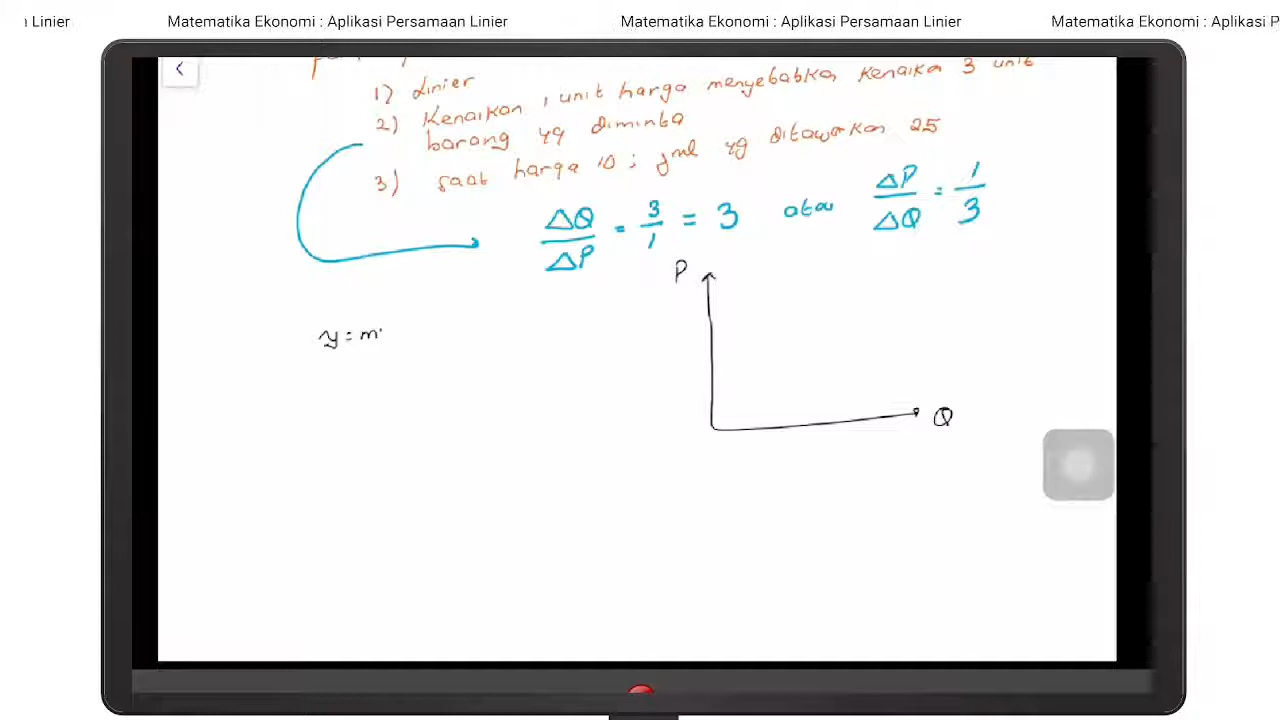 Linier Matematika Ekonomi : Aplikasi Persamaan Linier Matematika Ekonomi : Aplikasi Persamaan Linier Matematika Ekonomi : Aplikasi P
1) Linier
2) Kenaikan 1 unit harga menyebabkan kenaika 3 unit
barang yg diminta
3) saat harga 10 ; jml yg ditawarkan 25
ΔQ/ΔP = 3/1 = 3 atau ΔP/ΔQ = 1/3
P
y = m
Q